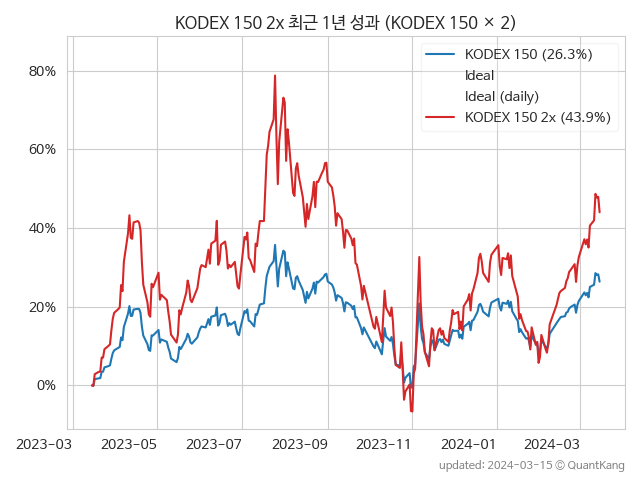 KODEX 150 2x 최근 1년 성과 (KODEX 150 × 2)
KODEX 150 (26.3%)
Ideal
Ideal (daily)
KODEX 150 2x (43.9%)
80%
60%
40%
20%
0%
2023-03 2023-05 2023-07 2023-09 2023-11 2024-01 2024-03
updated: 2024-03-15 © QuantKang